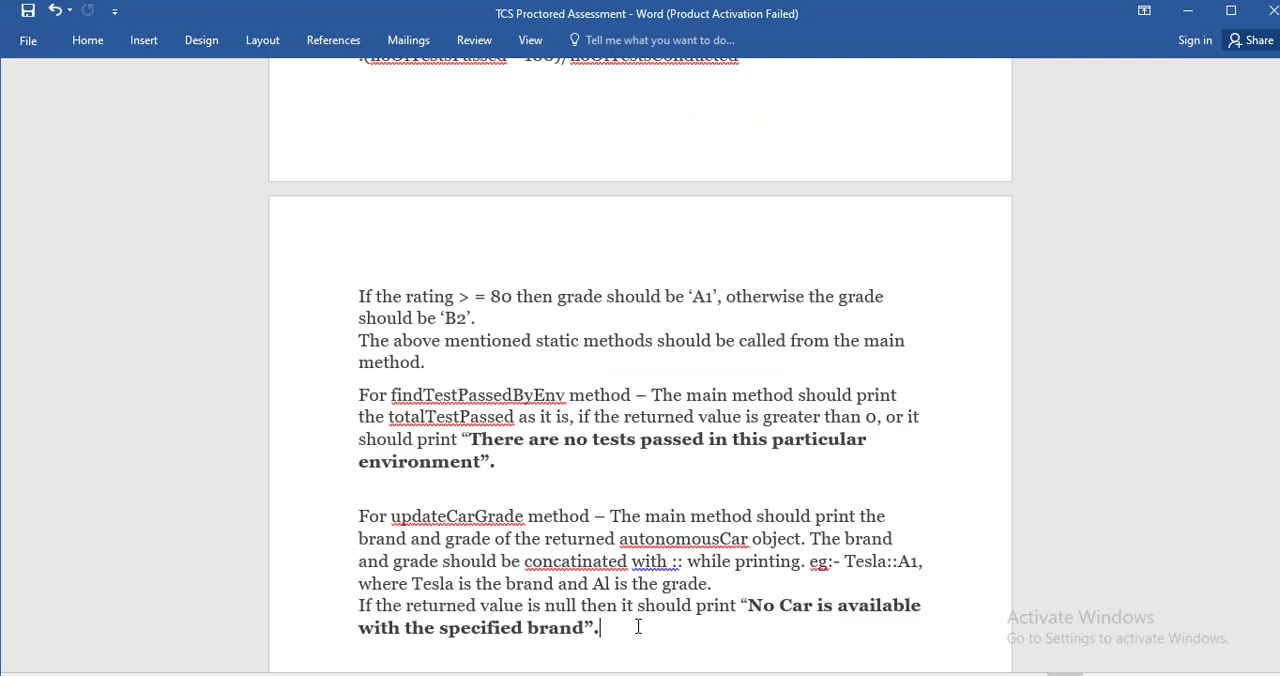 TCS Proctored Assessment - Word (Product Activation Failed)
File Home Insert Design Layout References Mailings Review View Tell me what you want to do... Sign in Share
If the rating > = 80 then grade should be ‘A1’, otherwise the grade
should be ‘B2’.
The above mentioned static methods should be called from the main
method.
For findTestPassedByEnv method – The main method should print
the totalTestPassed as it is, if the returned value is greater than 0, or it
should print “There are no tests passed in this particular
environment”.
For updateCarGrade method – The main method should print the
brand and grade of the returned autonomousCar object. The brand
and grade should be concatinated with :: while printing. eg:- Tesla::A1,
where Tesla is the brand and Al is the grade.
If the returned value is null then it should print “No Car is available
with the specified brand”.
Activate Windows
Go to Settings to activate Windows.